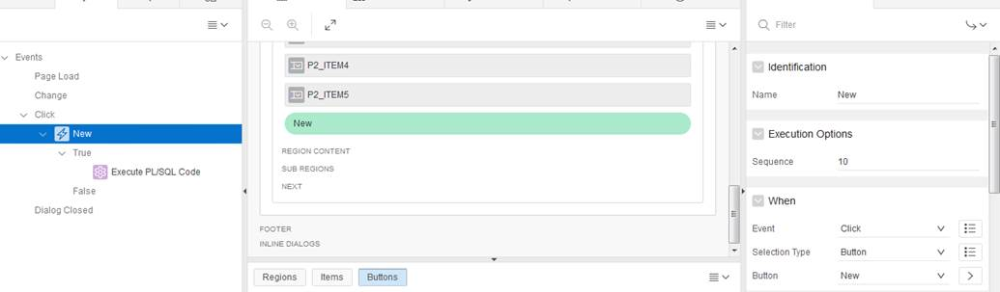 Events
Page Load
Change
Click
New
True
Execute PL/SQL Code
False
Dialog Closed
P2_ITEM4
P2_ITEM5
New
REGION CONTENT
SUB REGIONS
NEXT
FOOTER
INLINE DIALOGS
Regions
Items
Buttons
Filter
Identification
Name New
Execution Options
Sequence 10
When
Event Click
Selection Type Button
Button New